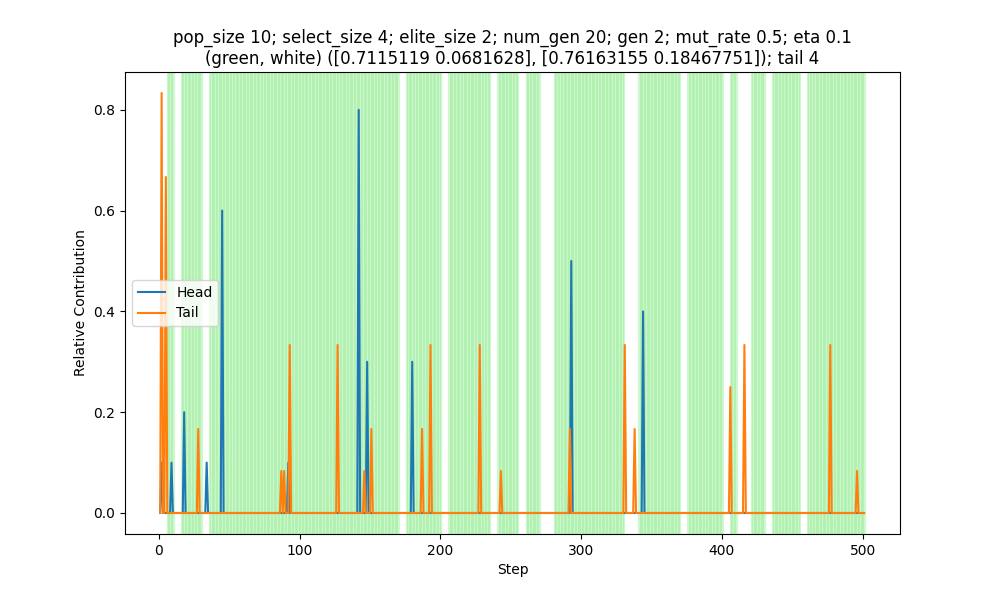 pop_size 10; select_size 4; elite_size 2; num_gen 20; gen 2; mut_rate 0.5; eta 0.1
(green, white) ([0.7115119 0.0681628], [0.76163155 0.18467751]); tail 4
Relative Contribution
0.8
0.6
0.4
0.2
0.0
Head
Tail
0
100
200
300
400
500
Step